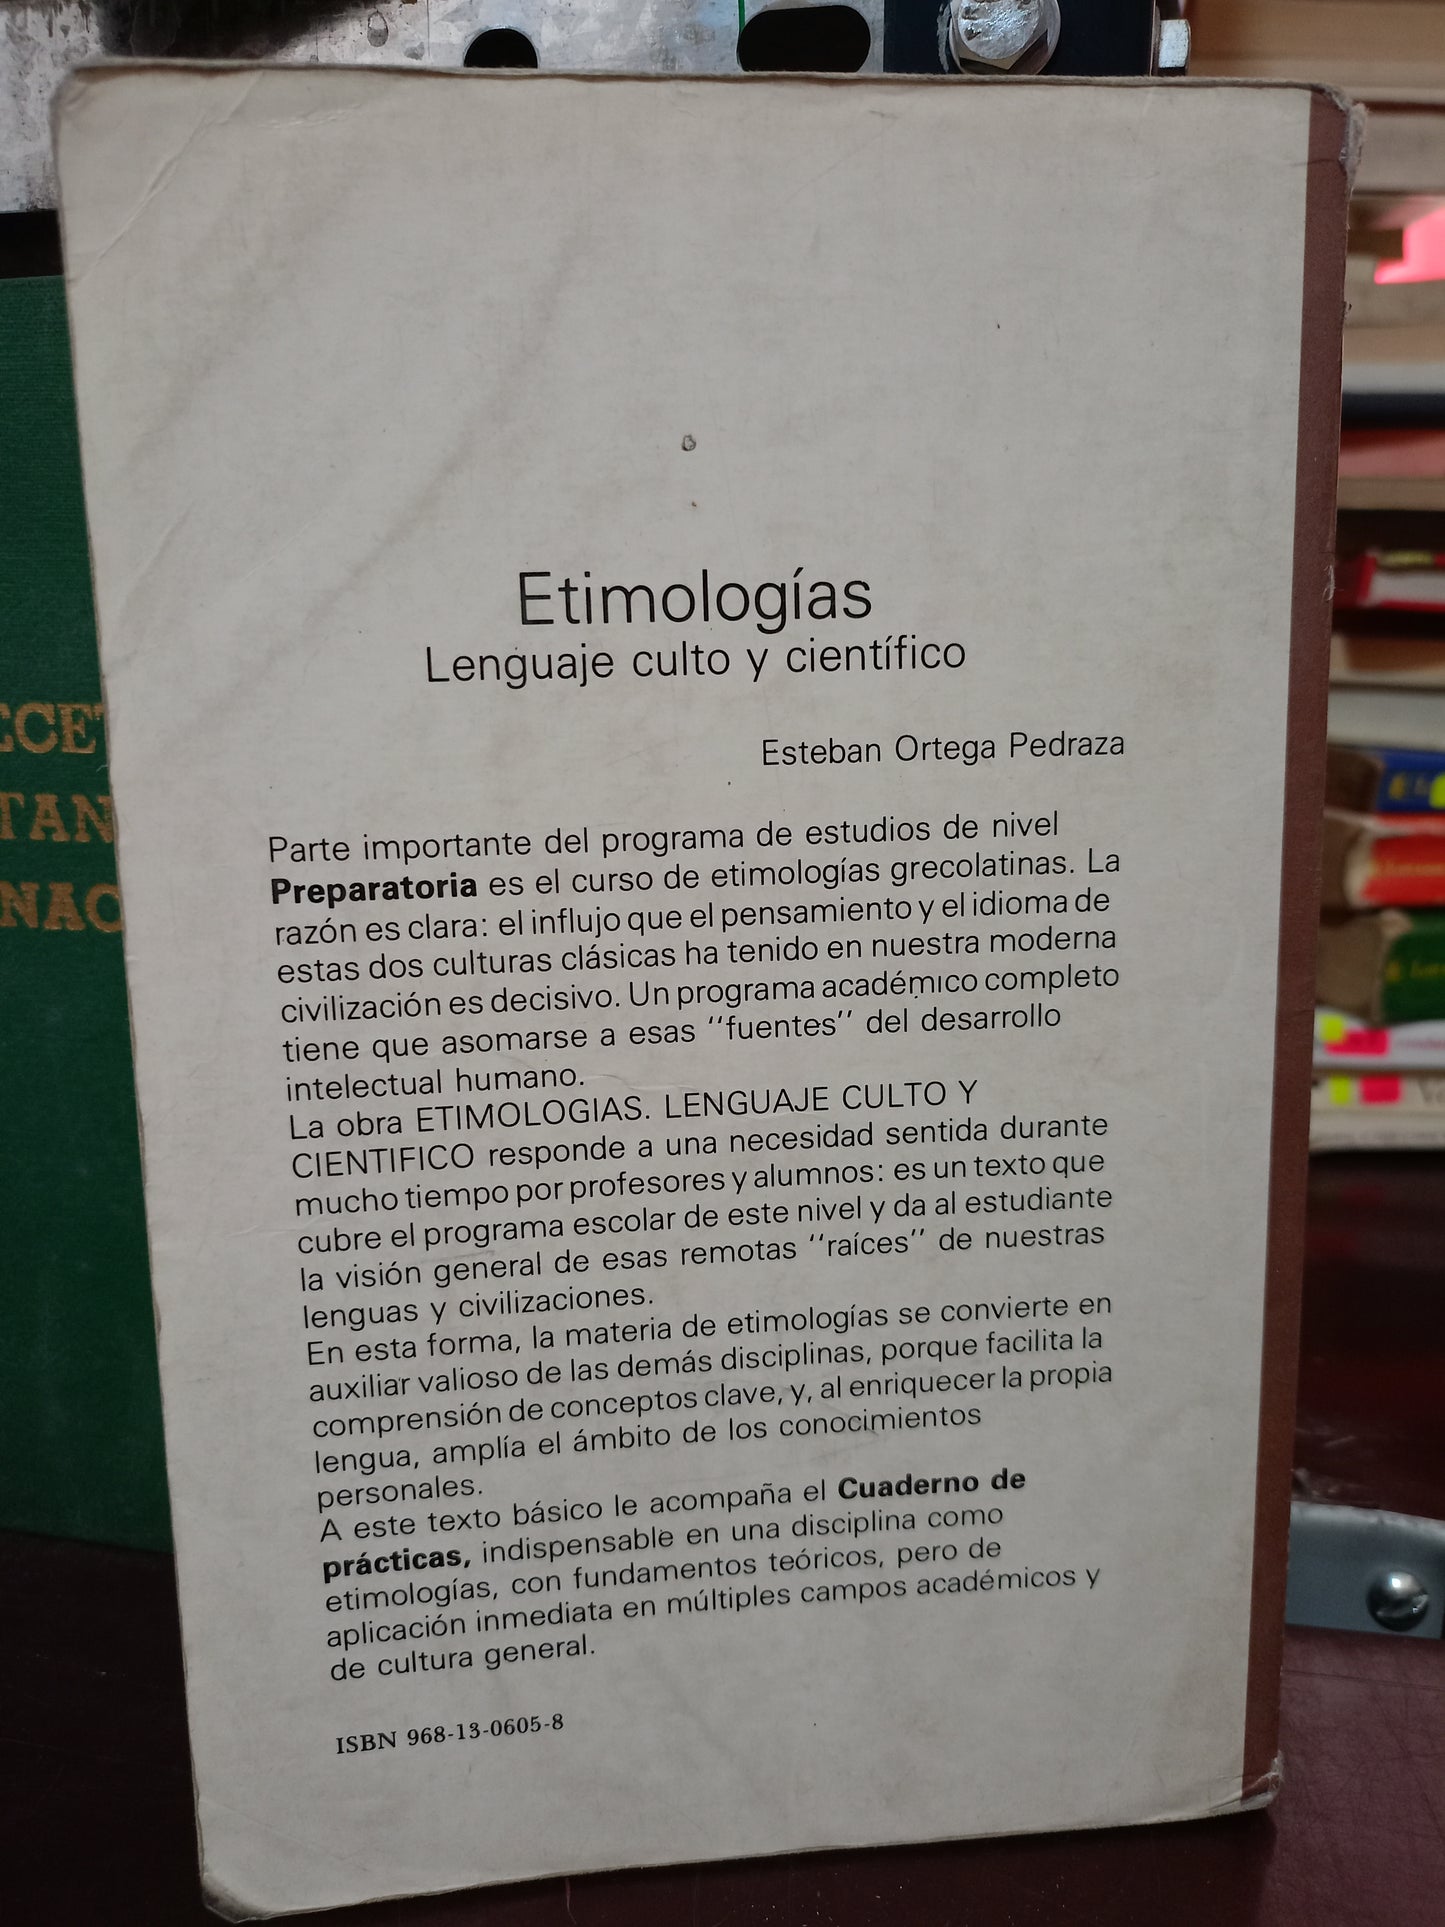 Etimologías
Lenguaje culto y científico
Esteban Ortega Pedraza
Parte importante del programa de estudios de nivel
Preparatoria es el curso de etimologías grecolatinas. La
razón es clara: el influjo que el pensamiento y el idioma de
estas dos culturas clásicas ha tenido en nuestra moderna
civilización es decisivo. Un programa académico completo
tiene que asomarse a esas ''fuentes'' del desarrollo
intelectual humano.
La obra ETIMOLOGIAS. LENGUAJE CULTO Y
CIENTIFICO responde a una necesidad sentida durante
mucho tiempo por profesores y alumnos: es un texto que
cubre el programa escolar de este nivel y da al estudiante
la visión general de esas remotas ''raíces'' de nuestras
lenguas y civilizaciones.
En esta forma, la materia de etimologías se convierte en
auxiliar valioso de las demás disciplinas, porque facilita la
comprensión de conceptos clave, y, al enriquecer la propia
lengua, amplía el ámbito de los conocimientos
personales.
A este texto básico le acompaña el Cuaderno de
prácticas, indispensable en una disciplina como
etimologías, con fundamentos teóricos, pero de
aplicación inmediata en múltiples campos académicos y
de cultura general.
ISBN 968-13-0605-8
ECET
TAN
NAC